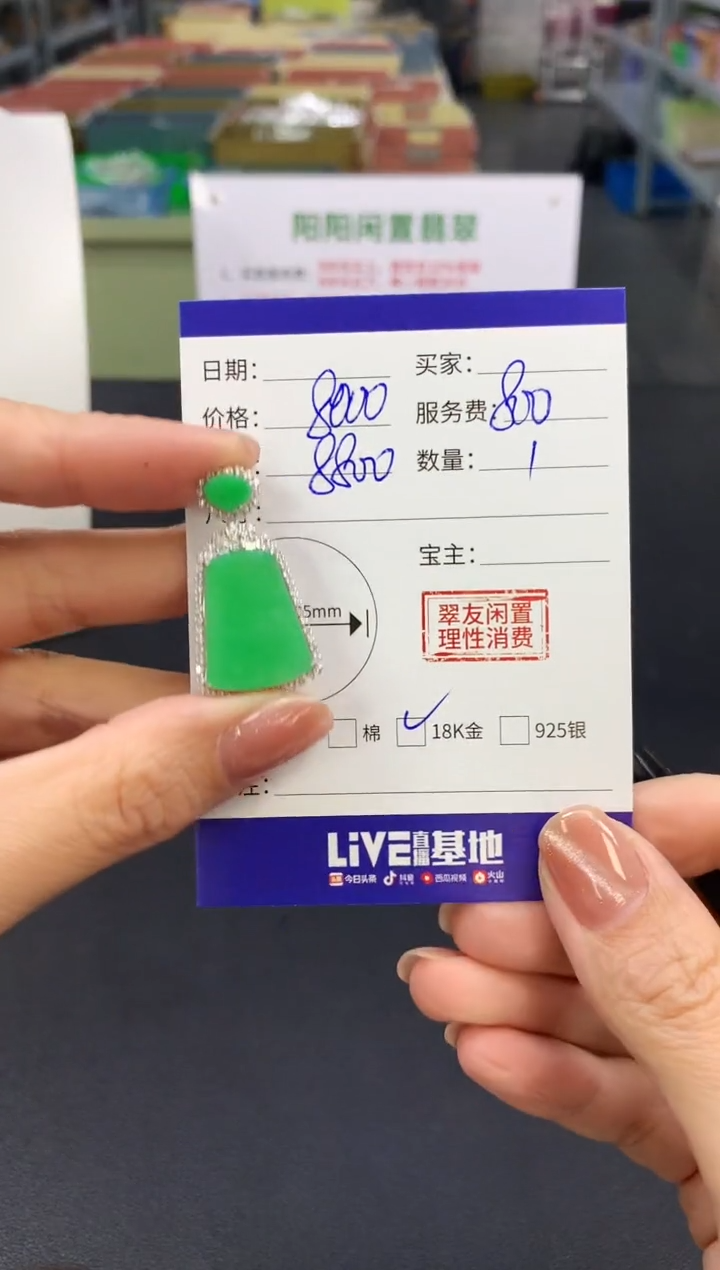 阳阳闲置翡翠
日期： 买家：
价格： 8000 服务费： 800
8800 数量： 1
宝主：
5mm
翠友闲置
理性消费
棉 18K金 925银
注：
LiVE直播基地
今日头条 抖音 西瓜视频 火山